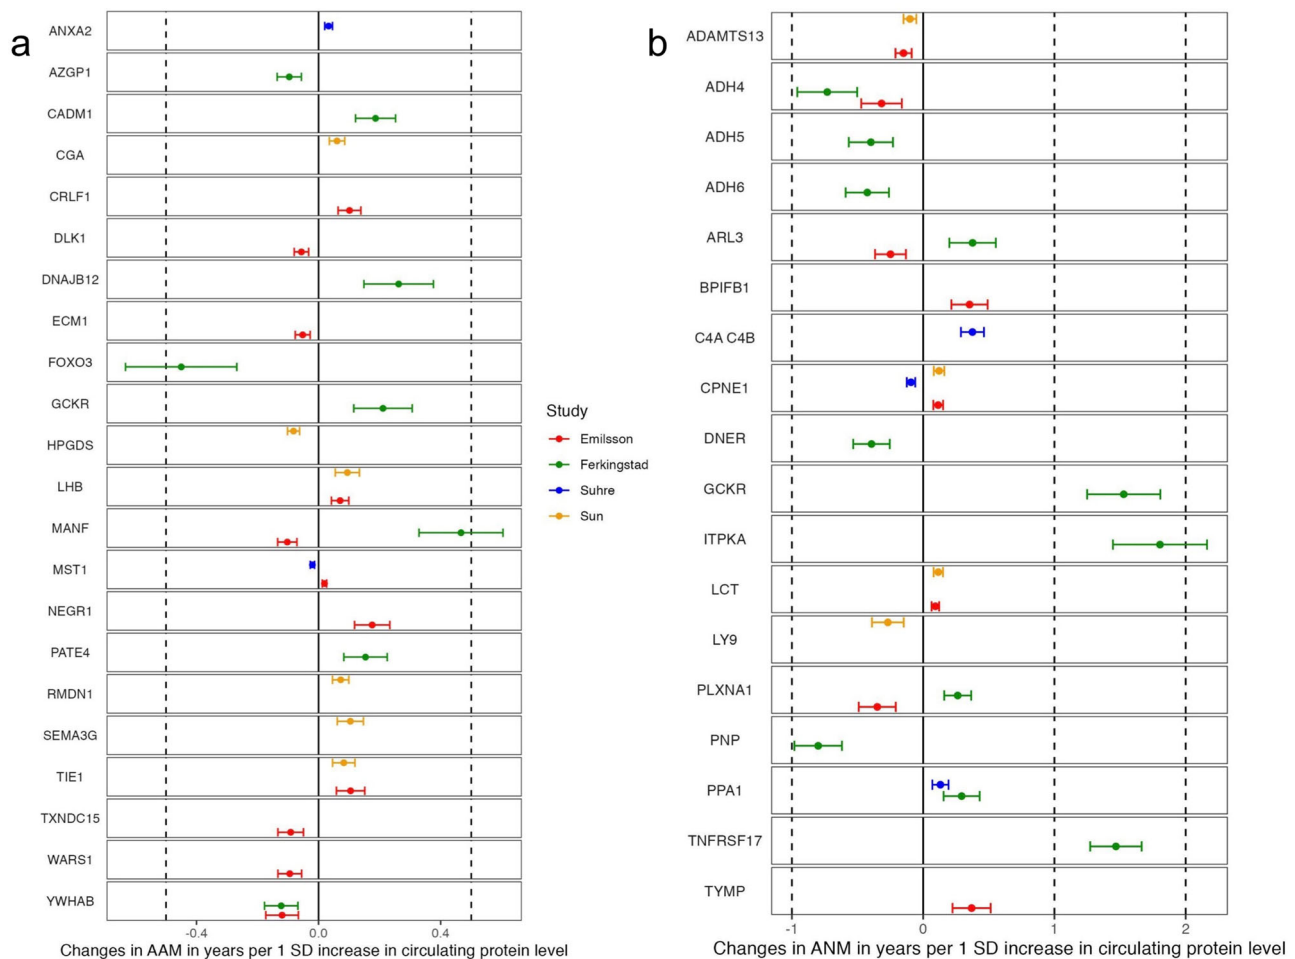 a
ANXA2
AZGP1
CADM1
CGA
CRLF1
DLK1
DNAJB12
ECM1
FOXO3
GCKR
HPGDS
LHB
MANF
MST1
NEGR1
PATE4
RMDN1
SEMA3G
TIE1
TXNDC15
WARS1
YWHAB
-0.4 0.0 0.4
Changes in AAM in years per 1 SD increase in circulating protein level
Study
Emilsson
Ferkingstad
Suhre
Sun
b
ADAMTS13
ADH4
ADH5
ADH6
ARL3
BPIFB1
C4A C4B
CPNE1
DNER
GCKR
ITPKA
LCT
LY9
PLXNA1
PNP
PPA1
TNFRSF17
TYMP
-1 0 1 2
Changes in ANM in years per 1 SD increase in circulating protein level